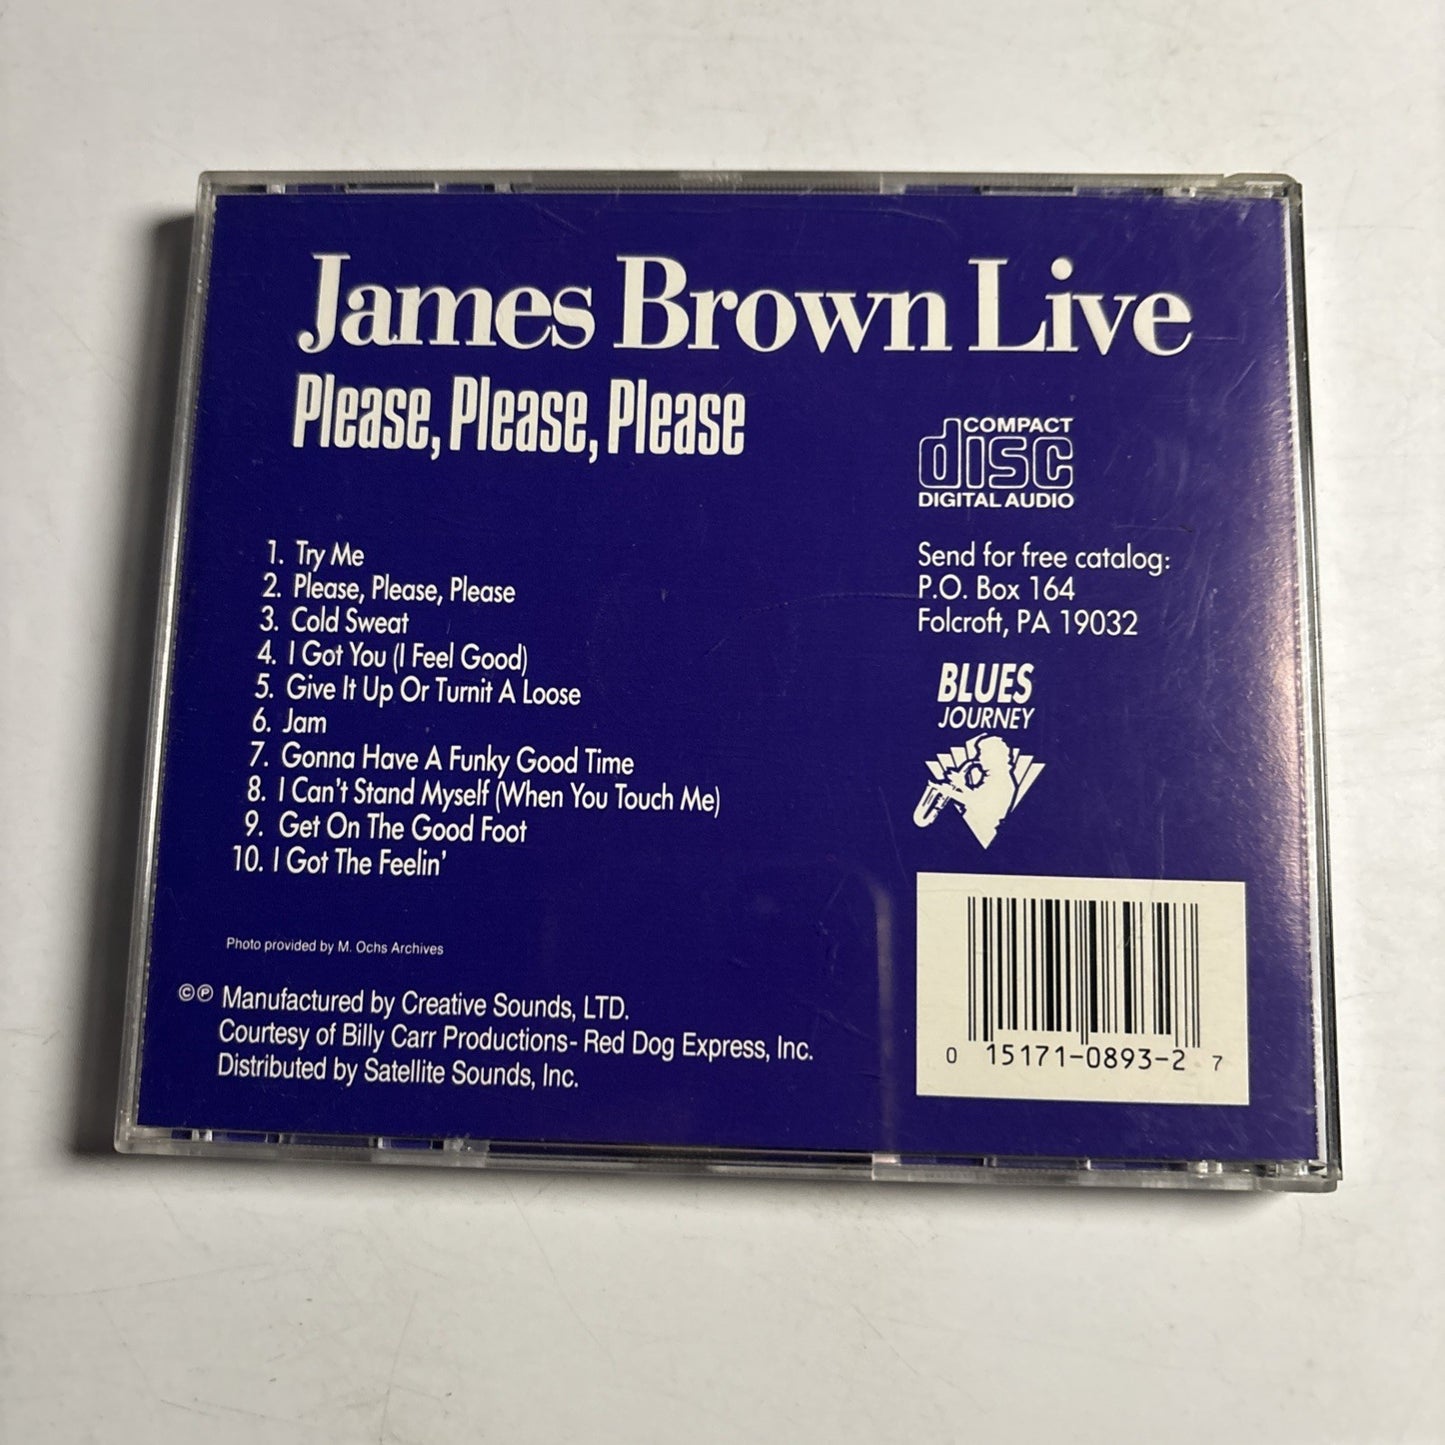 James Brown Live
Please, Please, Please
COMPACT
disc
DIGITAL AUDIO
1. Try Me
2. Please, Please, Please
3. Cold Sweat
4. I Got You (I Feel Good)
5. Give It Up Or Turnit A Loose
6. Jam
7. Gonna Have A Funky Good Time
8. I Can't Stand Myself (When You Touch Me)
9. Get On The Good Foot
10. I Got The Feelin'
Send for free catalog:
P.O. Box 164
Folcroft, PA 19032
BLUES
JOURNEY
Photo provided by M. Ochs Archives
©℗ Manufactured by Creative Sounds, LTD.
Courtesy of Billy Carr Productions- Red Dog Express, Inc.
Distributed by Satellite Sounds, Inc.
0 15171-0893-2 7